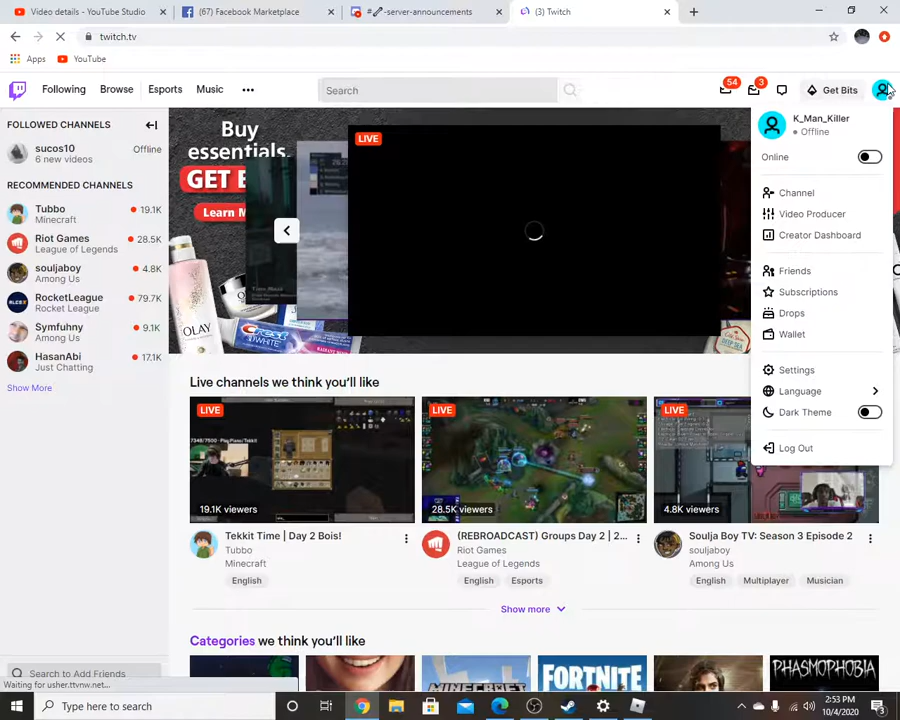 Video details - YouTube Studio
(67) Facebook Marketplace
#🖊-server-announcements
(3) Twitch
twitch.tv
Apps
YouTube
Following
Browse
Esports
Music
Search
54
3
Get Bits
FOLLOWED CHANNELS
sucos10
Offline
6 new videos
RECOMMENDED CHANNELS
Tubbo
19.1K
Minecraft
Riot Games
28.5K
League of Legends
souljaboy
4.8K
Among Us
RocketLeague
79.7K
Rocket League
Symfuhny
9.1K
Among Us
HasanAbi
17.1K
Just Chatting
Show More
Search to Add Friends
Waiting for usher.ttvnw.net...
Buy
essentials.
GET B
Learn M
OLAY
Crest
WHITE
LIVE
K_Man_Killer
Offline
Online
Channel
Video Producer
Creator Dashboard
Friends
Subscriptions
Drops
Wallet
Settings
Language
Dark Theme
Log Out
Live channels we think you'll like
LIVE
19.1K viewers
Tekkit Time | Day 2 Bois!
Tubbo
Minecraft
English
LIVE
28.5K viewers
(REBROADCAST) Groups Day 2 | 2...
Riot Games
League of Legends
English
Esports
LIVE
4.8K viewers
Soulja Boy TV: Season 3 Episode 2
souljaboy
Among Us
English
Multiplayer
Musician
Show more
Categories we think you'll like
MINECRAFT
FORTNITE
PHASMOPHOBIA
Type here to search
2:53 PM
10/4/2020
3